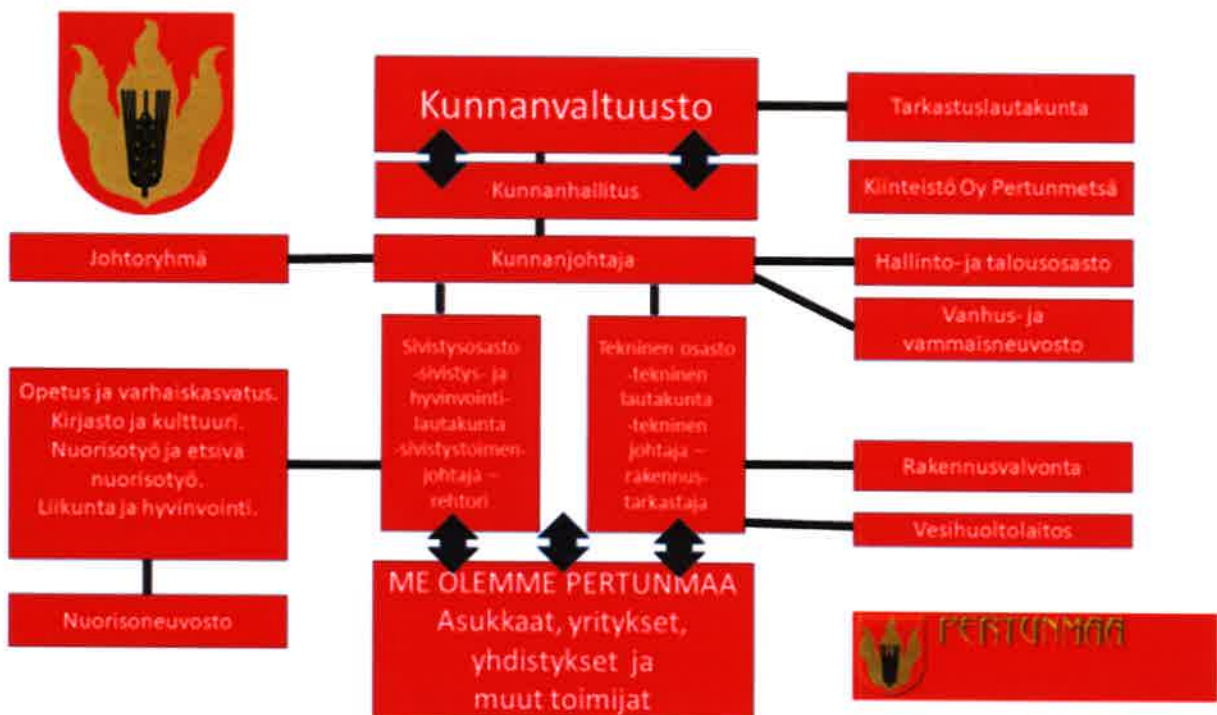 Kunnanvaltuusto
Tarkastuslautakunta
Kunnanhallitus
Kiinteistö Oy Pertunmetsä
Johtoryhmä
Kunnanjohtaja
Hallinto- ja talousosasto
Vanhus- ja
vammaisneuvosto
Sivistysosasto
-sivistys- ja
hyvinvointi-
lautakunta
-sivistystoimen-
johtaja –
rehtori
Tekninen osasto
-tekninen
lautakunta
-tekninen
johtaja –
rakennus-
tarkastaja
Opetus ja varhaiskasvatus.
Kirjasto ja kulttuuri.
Nuorisotyö ja etsivä
nuorisotyö.
Liikunta ja hyvinvointi.
Rakennusvalvonta
Vesihuoltolaitos
Nuorisoneuvosto
ME OLEMME PERTUNMAA
Asukkaat, yritykset,
yhdistykset ja
muut toimijat
PERTUNMAA